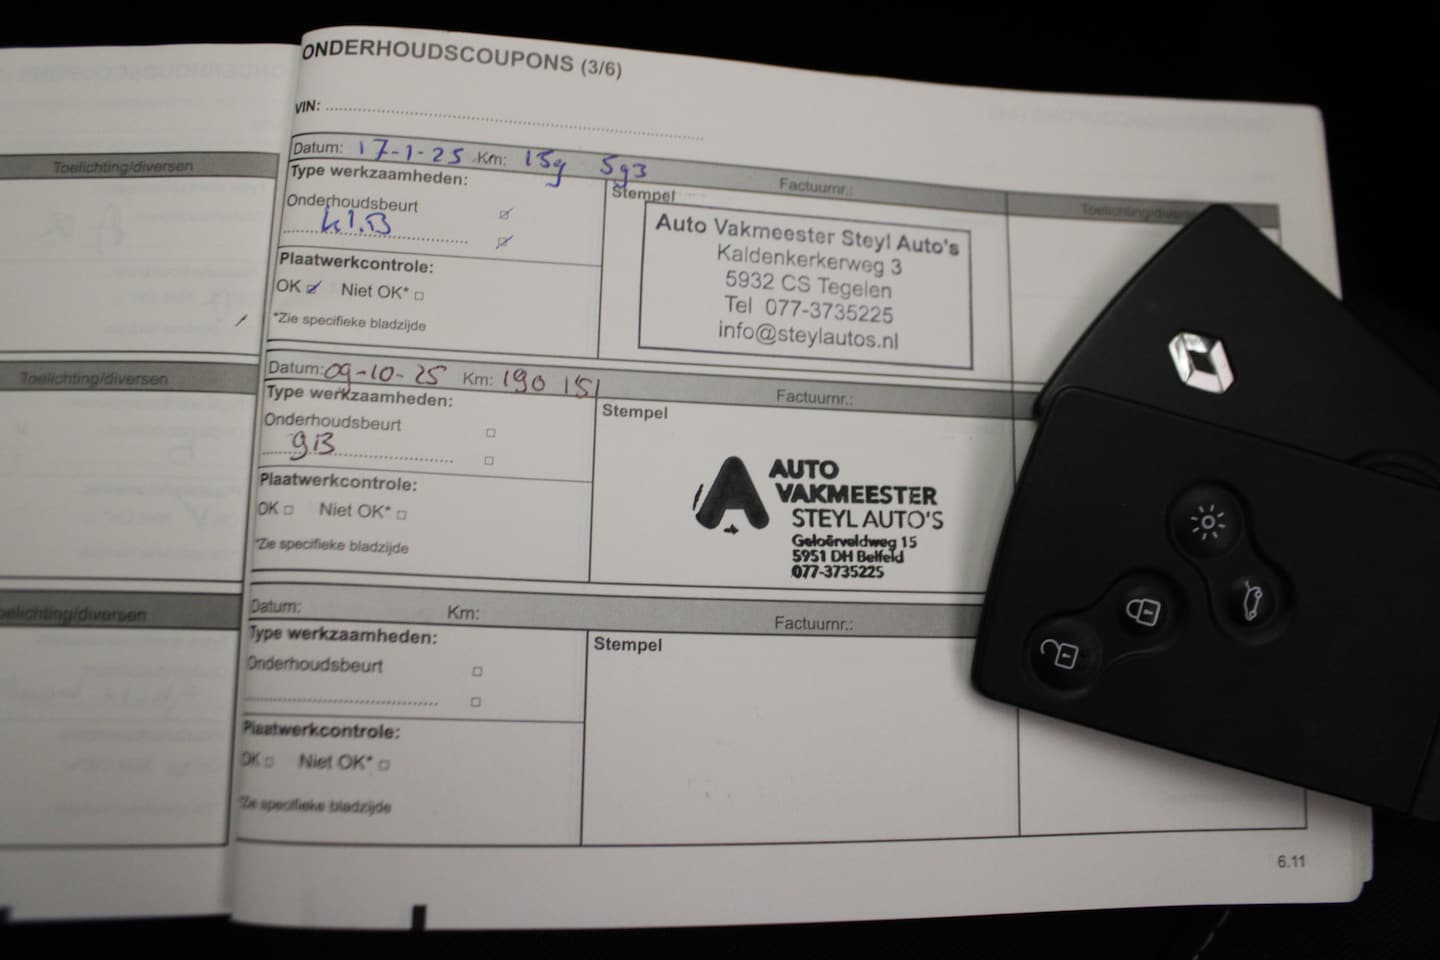 ONDERHOUDSCOUPONS (3/6)
VIN:
Toelichting/diversen
Datum: 17-1-25 Km: 159 593 Factuurnr.: Toelichting/diversen
Type werkzaamheden:
Stempel
Onderhoudsbeurt
kl.B
Plaatwerkcontrole:
OK Niet OK*
*Zie specifieke bladzijde
Auto Vakmeester Steyl Auto's
Kaldenkerkerweg 3
5932 CS Tegelen
Tel 077-3735225
info@steylautos.nl
Toelichting/diversen
Datum: 09-10-25 Km: 190 151 Factuurnr.:
Type werkzaamheden:
Stempel
Onderhoudsbeurt
gB
Plaatwerkcontrole:
OK Niet OK*
*Zie specifieke bladzijde
AUTO
VAKMEESTER
STEYL AUTO'S
Geloërveldweg 15
5951 DH Belfeld
077-3735225
Toelichting/diversen
Datum: Km: Factuurnr.:
Type werkzaamheden:
Stempel
Onderhoudsbeurt
Plaatwerkcontrole:
OK Niet OK*
*Zie specifieke bladzijde
6.11